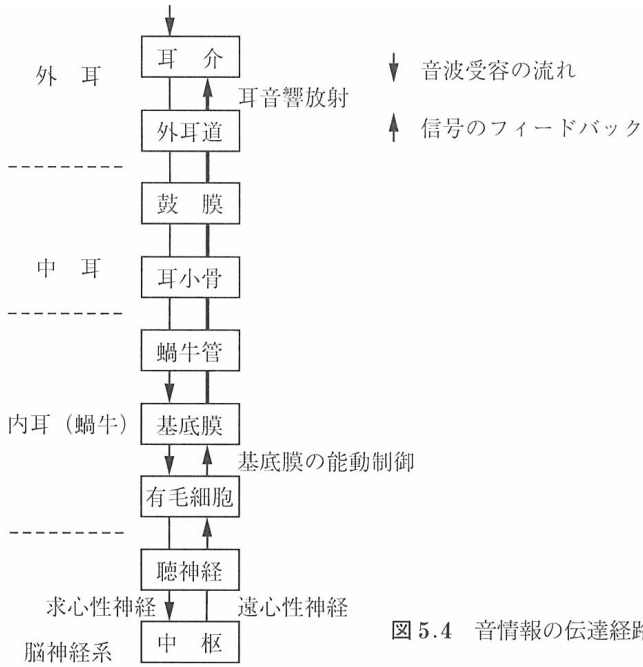 耳 介
外 耳
耳音響放射
外耳道
鼓 膜
中 耳
耳小骨
蝸牛管
内耳（蝸牛）
基底膜
基底膜の能動制御
有毛細胞
聴神経
求心性神経
遠心性神経
中 枢
脳神経系
音波受容の流れ
信号のフィードバック
図5.4 音情報の伝達経路